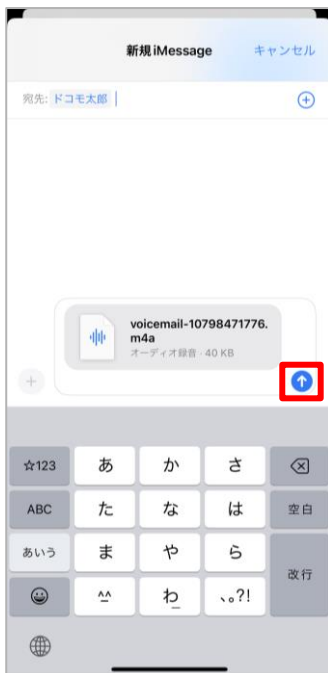 新規iMessage キャンセル
宛先: ドコモ太郎
voicemail-10798471776.
m4a
オーディオ録音・40 KB
☆123 あ か さ
ABC た な は 空白
あいう ま や ら 改行
^^ わ 、。?!